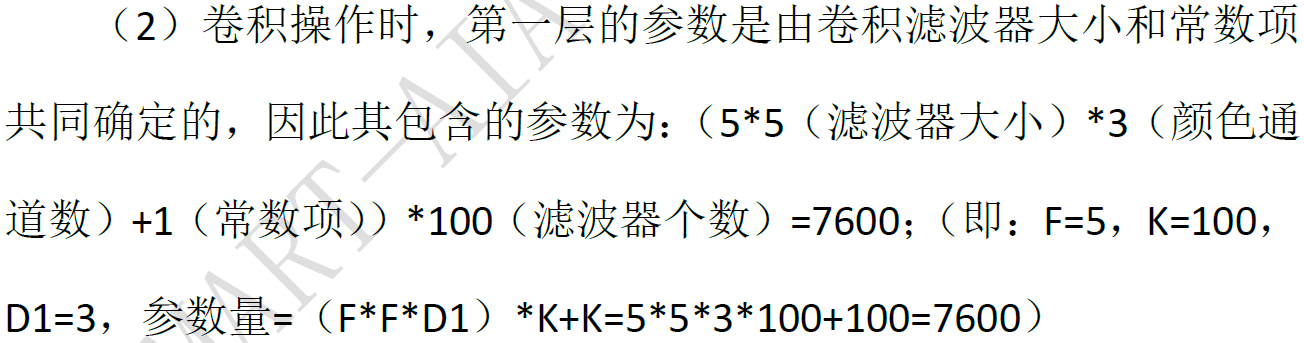 （2）卷积操作时，第一层的参数是由卷积滤波器大小和常数项
共同确定的，因此其包含的参数为：（5*5（滤波器大小）*3（颜色通
道数）+1（常数项））*100（滤波器个数）=7600；（即：F=5，K=100，
D1=3，参数量=（F*F*D1）*K+K=5*5*3*100+100=7600）
MART-AIA